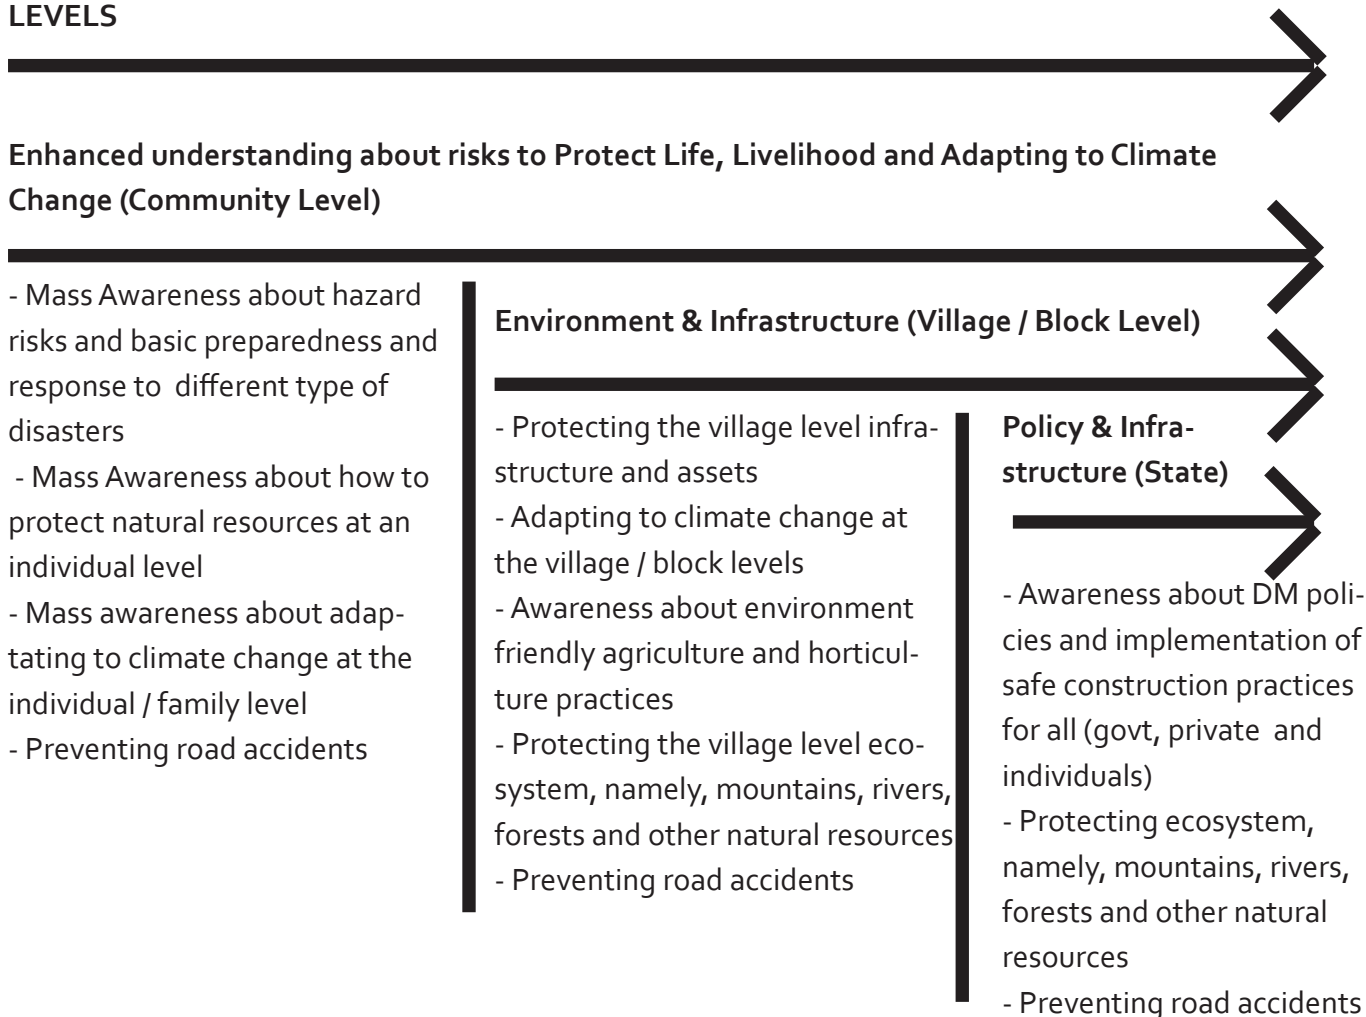 LEVELS
Enhanced understanding about risks to Protect Life, Livelihood and Adapting to Climate
Change (Community Level)
- Mass Awareness about hazard
risks and basic preparedness and
response to  different type of
disasters
- Mass Awareness about how to
protect natural resources at an
individual level
- Mass awareness about adap-
tating to climate change at the
individual / family level
- Preventing road accidents
Environment & Infrastructure (Village / Block Level)
- Protecting the village level infra-
structure and assets
- Adapting to climate change at
the village / block levels
- Awareness about environment
friendly agriculture and horticul-
ture practices
- Protecting the village level eco-
system, namely, mountains, rivers,
forests and other natural resources
- Preventing road accidents
Policy & Infra-
structure (State)
- Awareness about DM poli-
cies and implementation of
safe construction practices
for all (govt, private  and
individuals)
- Protecting ecosystem,
namely, mountains, rivers,
forests and other natural
resources
- Preventing road accidents